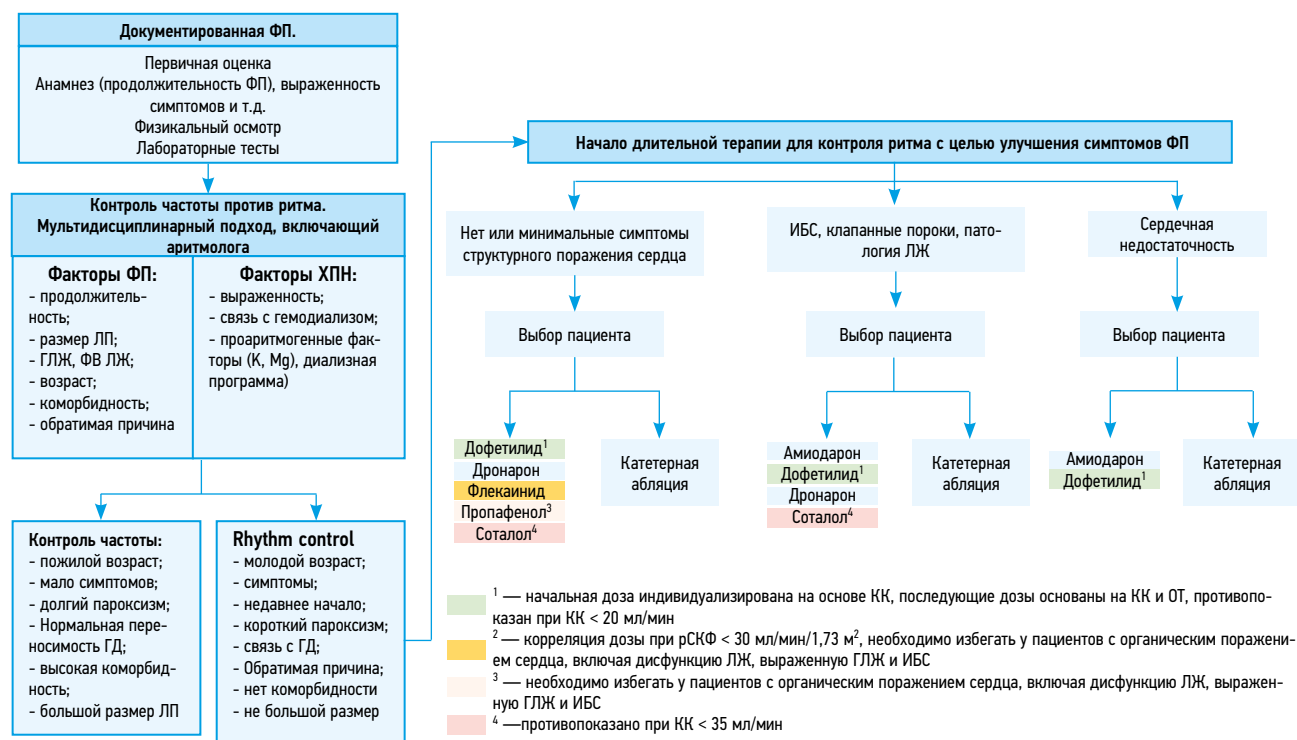 Документированная ФП.
Первичная оценка
Анамнез (продолжительность ФП), выраженность
симптомов и т.д.
Физикальный осмотр
Лабораторные тесты
Контроль частоты против ритма.
Мультидисциплинарный подход, включающий
аритмолога
Факторы ФП:
- продолжитель-
ность;
- размер ЛП;
- ГЛЖ, ФВ ЛЖ;
- возраст;
- коморбидность;
- обратимая причина
Факторы ХПН:
- выраженность;
- связь с гемодиализом;
- проаритмогенные фак-
торы (K, Mg), диализная
программа)
Контроль частоты:
- пожилой возраст;
- мало симптомов;
- долгий пароксизм;
- Нормальная пере-
носимость ГД;
- высокая коморбид-
ность;
- большой размер ЛП
Rhythm control
- молодой возраст;
- симптомы;
- недавнее начало;
- короткий пароксизм;
- связь с ГД;
- Обратимая причина;
- нет коморбидности
- не большой размер
Начало длительной терапии для контроля ритма с целью улучшения симптомов ФП
Нет или минимальные симптомы
структурного поражения сердца
Выбор пациента
Дофетилид¹
Дронарон
Флекаинид
Пропафенол³
Соталол⁴
Катетерная
абляция
ИБС, клапанные пороки, пато-
логия ЛЖ
Выбор пациента
Амиодарон
Дофетилид¹
Дронарон
Соталол⁴
Катетерная
абляция
Сердечная
недостаточность
Выбор пациента
Амиодарон
Дофетилид¹
Катетерная
абляция
¹ — начальная доза индивидуализирована на основе КК, последующие дозы основаны на КК и ОТ, противопо-
казан при КК < 20 мл/мин
² — корреляция дозы при рСКФ < 30 мл/мин/1,73 м², необходимо избегать у пациентов с органическим поражени-
ем сердца, включая дисфункцию ЛЖ, выраженную ГЛЖ и ИБС
³ — необходимо избегать у пациентов с органическим поражением сердца, включая дисфункцию ЛЖ, выражен-
ную ГЛЖ и ИБС
⁴ —противопоказано при КК < 35 мл/мин